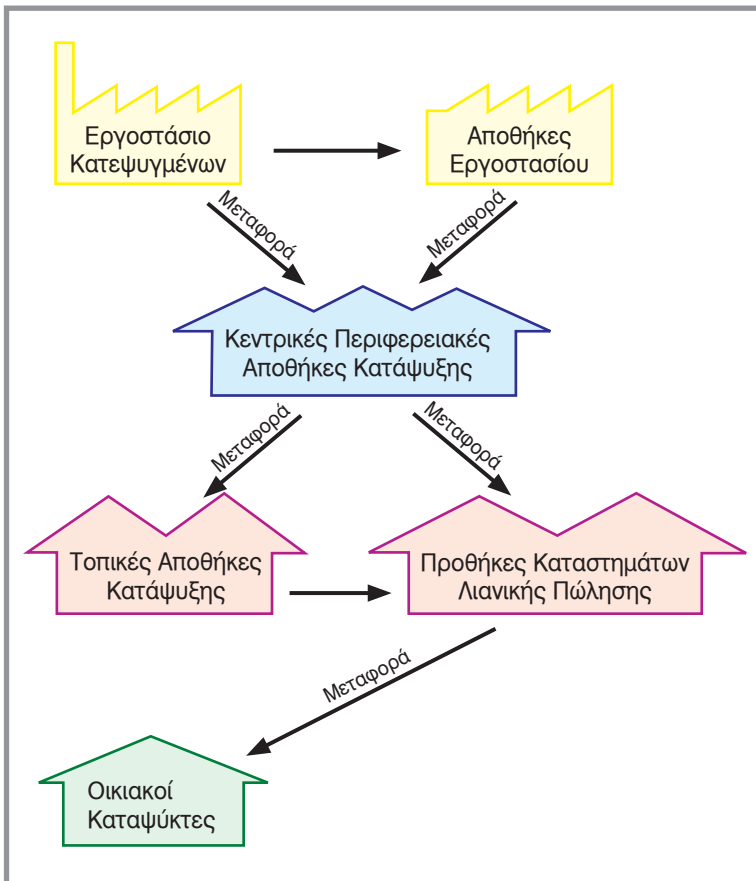 Εργοστάσιο
Κατεψυγμένων
Αποθήκες
Εργοστασίου
Μεταφορά
Μεταφορά
Κεντρικές Περιφερειακές
Αποθήκες Κατάψυξης
Μεταφορά
Μεταφορά
Τοπικές Αποθήκες
Κατάψυξης
Προθήκες Καταστημάτων
Λιανικής Πώλησης
Μεταφορά
Οικιακοί
Καταψύκτες